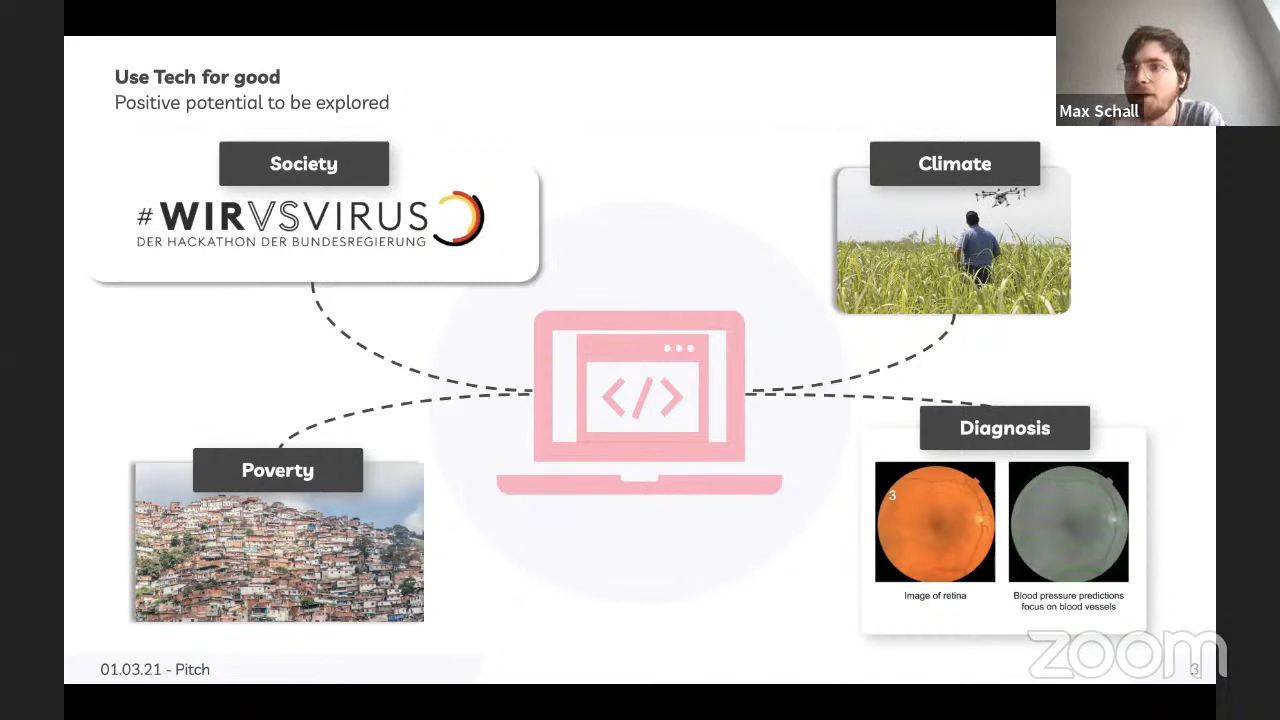 Use Tech for good
Positive potential to be explored
Max Schall
Society
# WIRVSVIRUS
DER HACKATHON DER BUNDESREGIERUNG
Climate
</>
Poverty
Diagnosis
3
Image of retina
Blood pressure predictions
focus on blood vessels
01.03.21 - Pitch
zoom
3